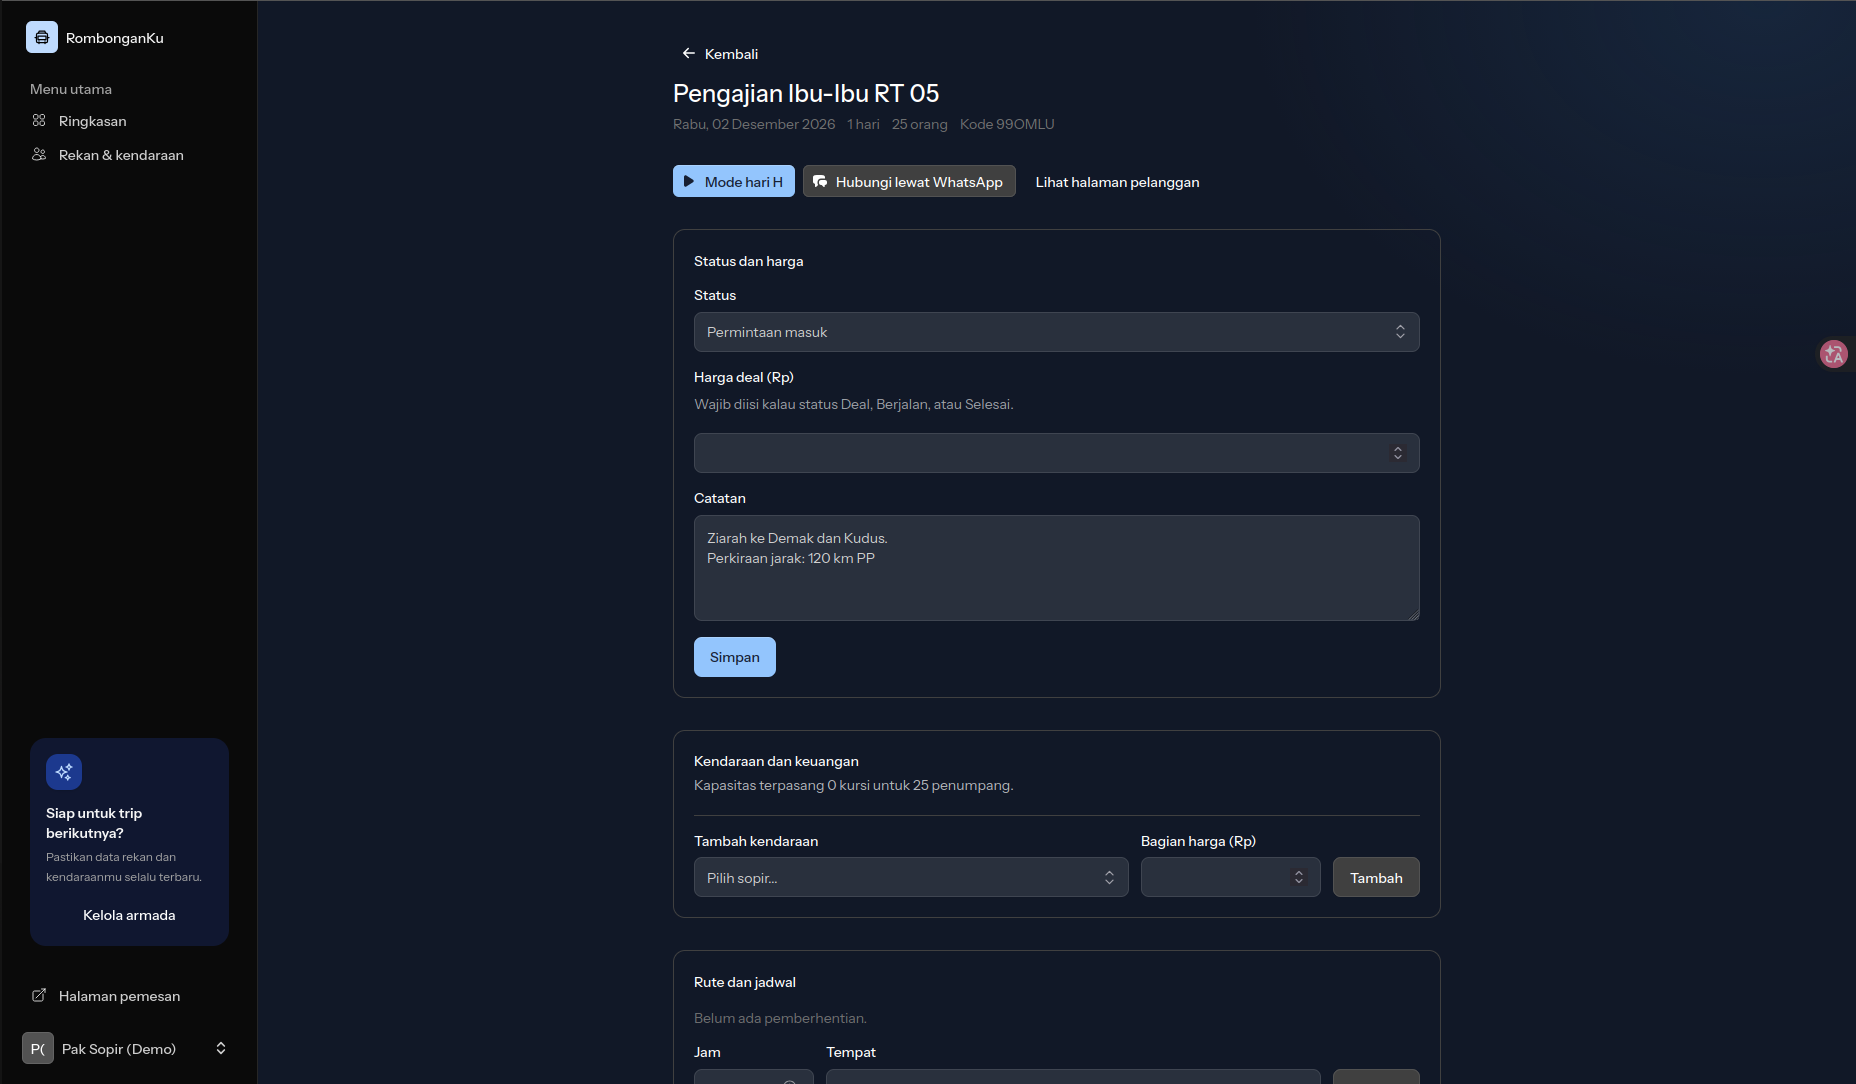 RombonganKu
Menu utama
Ringkasan
Rekan & kendaraan
Siap untuk trip
berikutnya?
Pastikan data rekan dan
kendaraanmu selalu terbaru.
Kelola armada
Halaman pemesan
P(
Pak Sopir (Demo)
Kembali
Pengajian Ibu-Ibu RT 05
Rabu, 02 Desember 2026 1 hari 25 orang Kode 99OMLU
Mode hari H
Hubungi lewat WhatsApp
Lihat halaman pelanggan
Status dan harga
Status
Permintaan masuk
Harga deal (Rp)
Wajib diisi kalau status Deal, Berjalan, atau Selesai.
Catatan
Ziarah ke Demak dan Kudus.
Perkiraan jarak: 120 km PP
Simpan
Kendaraan dan keuangan
Kapasitas terpasang 0 kursi untuk 25 penumpang.
Tambah kendaraan
Bagian harga (Rp)
Pilih sopir...
Tambah
Rute dan jadwal
Belum ada pemberhentian.
Jam
Tempat